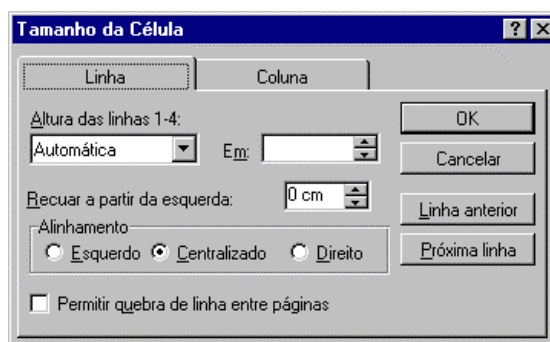 Tamanho da Célula
Linha
Coluna
Altura das linhas 1-4:
Automática
Em:
Recuar a partir da esquerda:
0 cm
Alinhamento
Esquerdo
Centralizado
Direito
Permitir quebra de linha entre páginas
OK
Cancelar
Linha anterior
Próxima linha